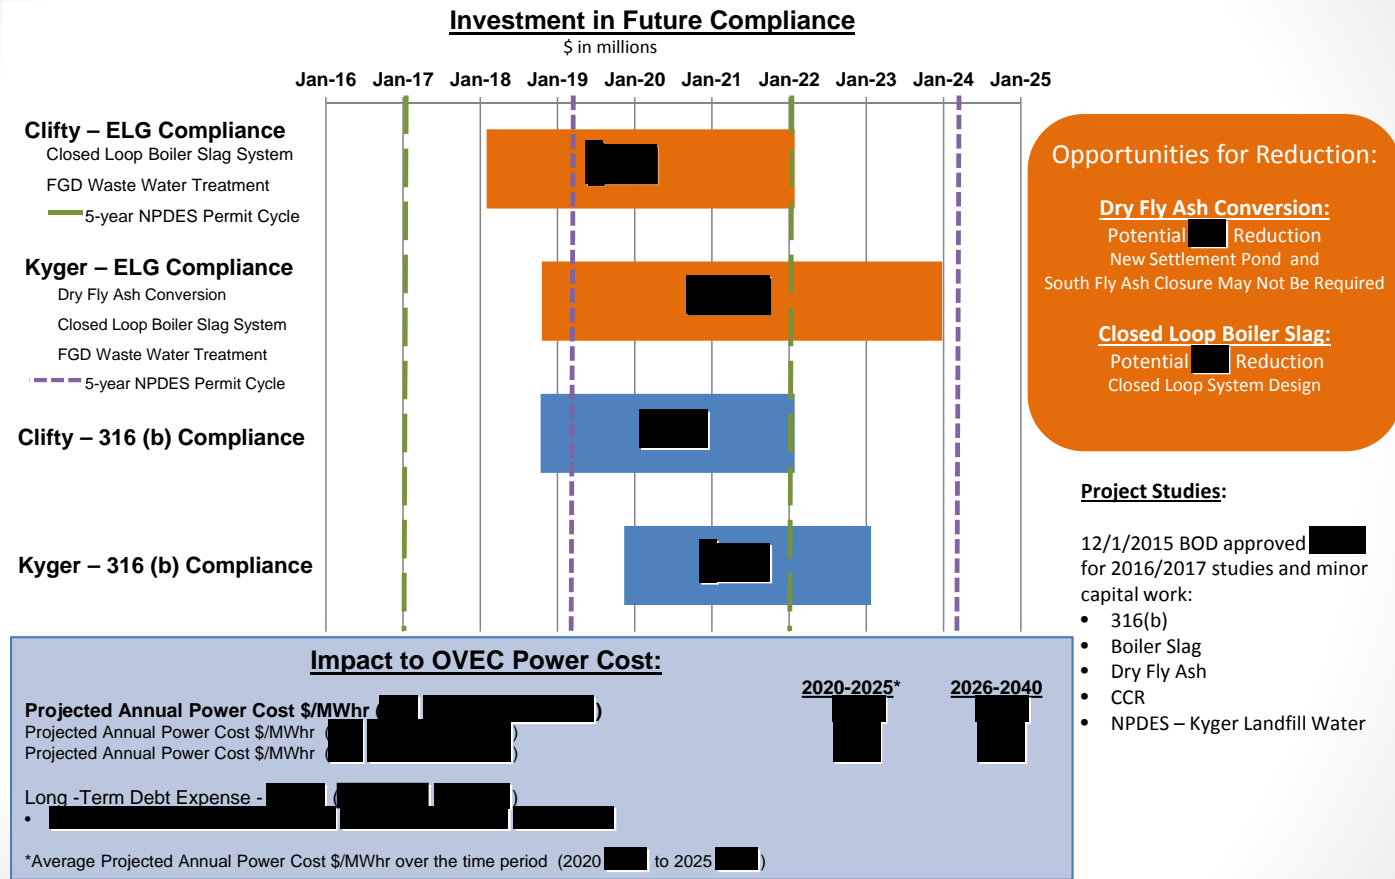 Investment in Future Compliance
$ in millions
Jan-16 Jan-17 Jan-18 Jan-19 Jan-20 Jan-21 Jan-22 Jan-23 Jan-24 Jan-25
Clifty – ELG Compliance
Closed Loop Boiler Slag System
FGD Waste Water Treatment
5-year NPDES Permit Cycle
Kyger – ELG Compliance
Dry Fly Ash Conversion
Closed Loop Boiler Slag System
FGD Waste Water Treatment
5-year NPDES Permit Cycle
Clifty – 316 (b) Compliance
Kyger – 316 (b) Compliance
Opportunities for Reduction:
Dry Fly Ash Conversion:
Potential Reduction
New Settlement Pond and
South Fly Ash Closure May Not Be Required
Closed Loop Boiler Slag:
Potential Reduction
Closed Loop System Design
Project Studies:
12/1/2015 BOD approved
for 2016/2017 studies and minor
capital work:
• 316(b)
• Boiler Slag
• Dry Fly Ash
• CCR
• NPDES – Kyger Landfill Water
Impact to OVEC Power Cost:
2020-2025* 2026-2040
Projected Annual Power Cost $/MWhr ( )
Projected Annual Power Cost $/MWhr ( )
Projected Annual Power Cost $/MWhr ( )
Long -Term Debt Expense - ( )
•
*Average Projected Annual Power Cost $/MWhr over the time period (2020 to 2025 )